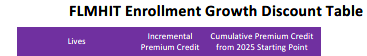 FLMHIT Enrollment Growth Discount Table
Lives
Incremental
Premium Credit
Cumulative Premium Credit
from 2025 Starting Point